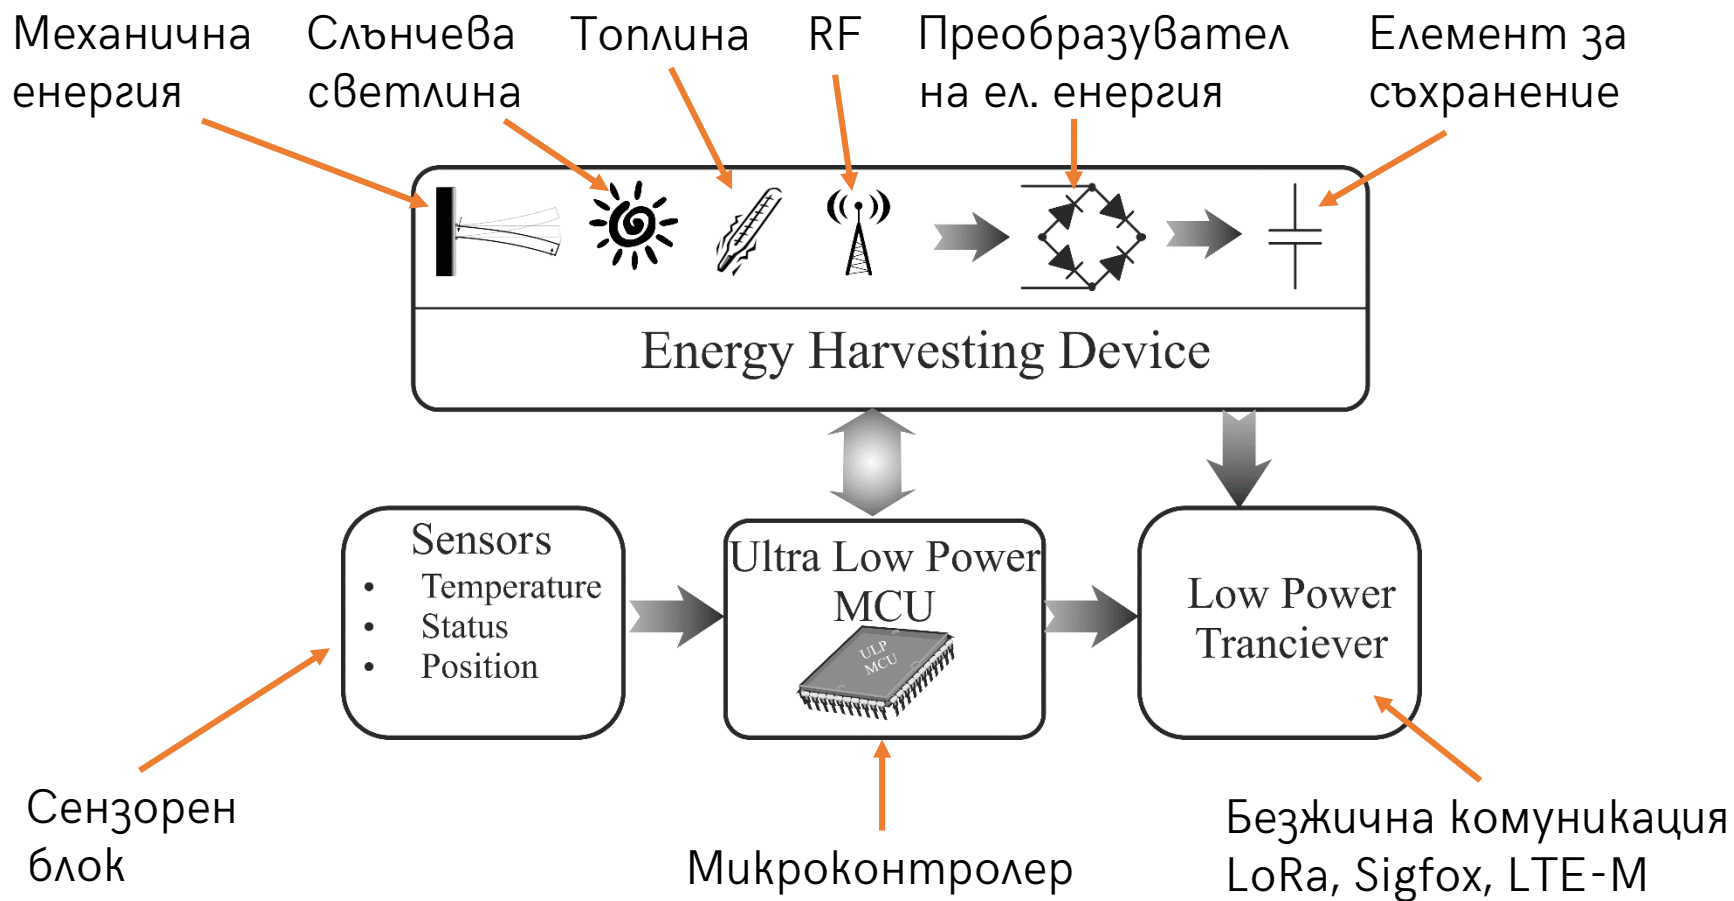 Механична
енергия
Слънчева
светлина
Топлина
RF
Преобразувател
на ел. енергия
Елемент за
съхранение
Energy Harvesting Device
Sensors
• Temperature
• Status
• Position
Ultra Low Power
MCU
ULP
MCU
Low Power
Tranciever
Сензорен
блок
Микроконтролер
Безжична комуникация
LoRa, Sigfox, LTE-M